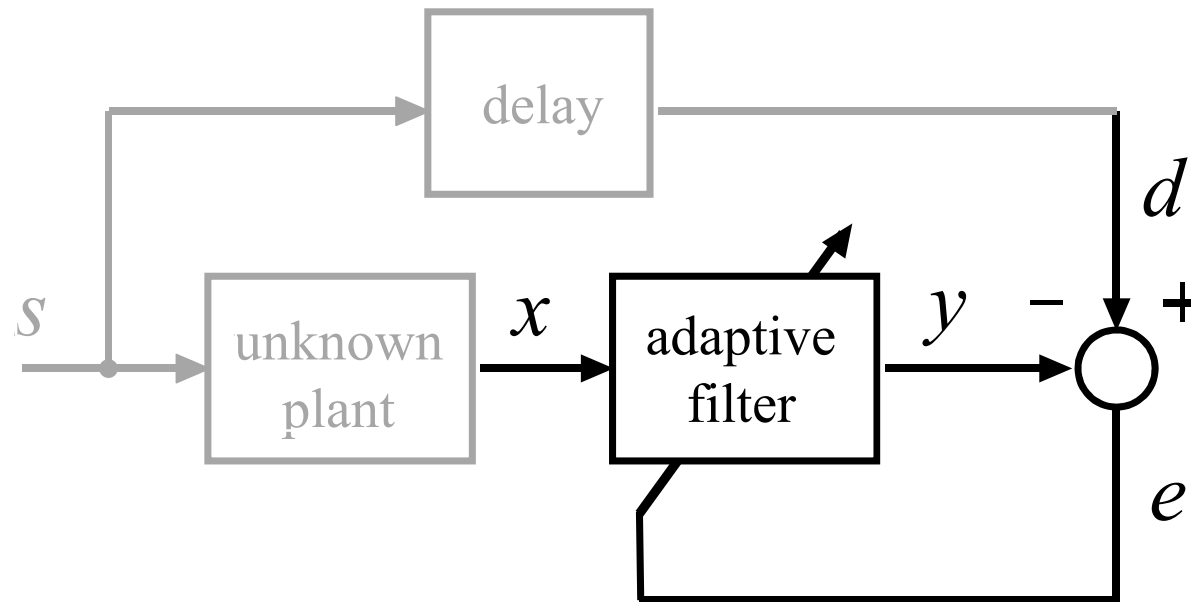 delay
d
s
unknown
plant
x
adaptive
filter
y
− +
e